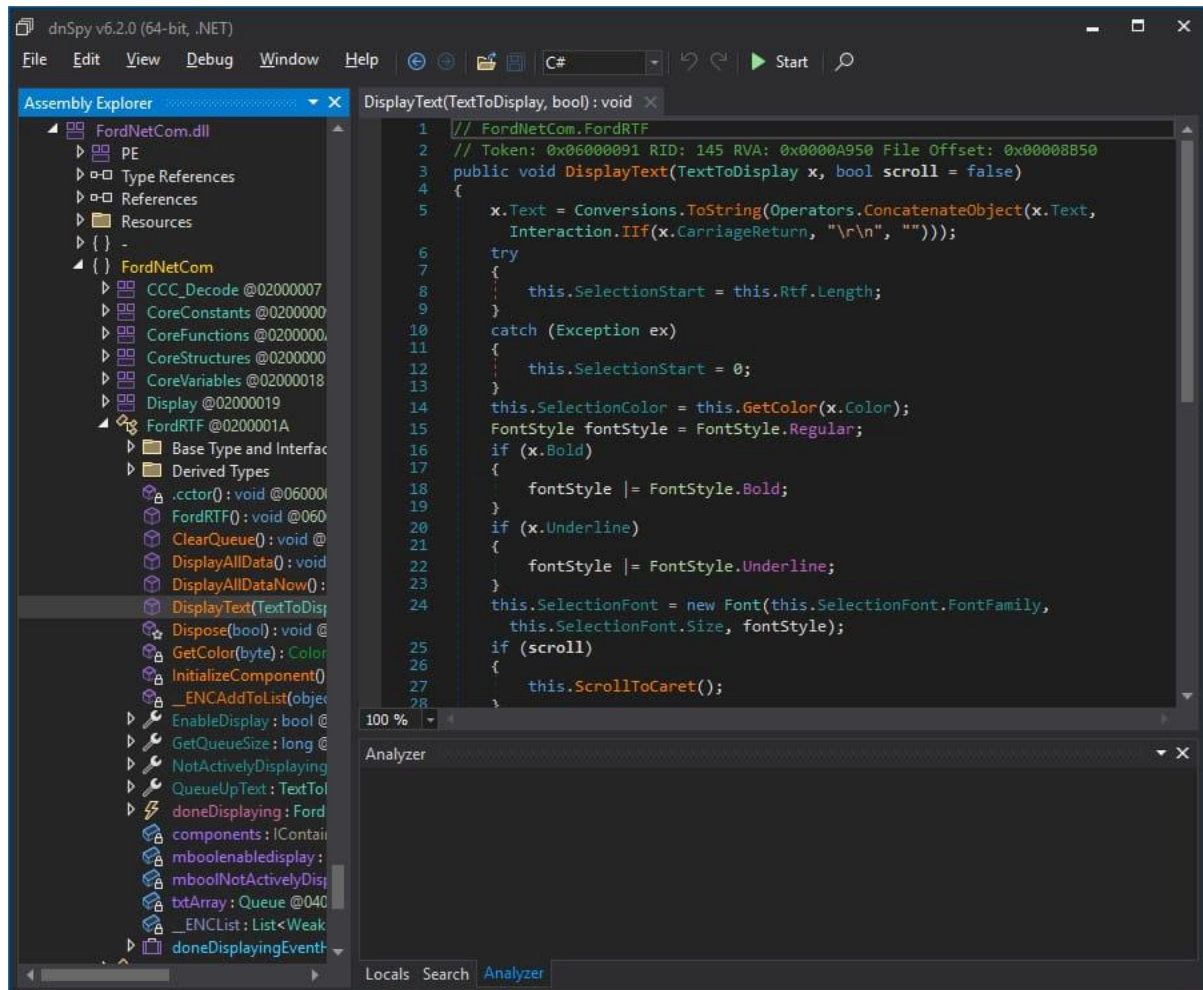 dnSpy v6.2.0 (64-bit, .NET)
File Edit View Debug Window Help C# Start
Assembly Explorer
FordNetCom.dll
PE
Type References
References
Resources
{ } -
{ } FordNetCom
CCC_Decode @02000007
CoreConstants @0200000
CoreFunctions @0200000
CoreStructures @0200000
CoreVariables @02000018
Display @02000019
FordRTF @0200001A
Base Type and Interfac
Derived Types
.cctor() : void @06000
FordRTF() : void @060
ClearQueue() : void @
DisplayAllData() : void
DisplayAllDataNow() :
DisplayText(TextToDisp
Dispose(bool) : void @
GetColor(byte) : Color
InitializeComponent()
__ENCAddToList(objec
EnableDisplay : bool @
GetQueueSize : long @
NotActivelyDisplaying
QueueUpText : TextTo
doneDisplaying : Ford
components : IContai
mboolenabledisplay :
mboolNotActivelyDisp
txtArray : Queue @040
__ENCList : List<Weak
doneDisplayingEventH
DisplayText(TextToDisplay, bool) : void
1 // FordNetCom.FordRTF
2 // Token: 0x06000091 RID: 145 RVA: 0x0000A950 File Offset: 0x00008B50
3 public void DisplayText(TextToDisplay x, bool scroll = false)
4 {
5 x.Text = Conversions.ToString(Operators.ConcatenateObject(x.Text,
Interaction.IIf(x.CarriageReturn, "\r\n", "")));
6 try
7 {
8 this.SelectionStart = this.Rtf.Length;
9 }
10 catch (Exception ex)
11 {
12 this.SelectionStart = 0;
13 }
14 this.SelectionColor = this.GetColor(x.Color);
15 FontStyle fontStyle = FontStyle.Regular;
16 if (x.Bold)
17 {
18 fontStyle |= FontStyle.Bold;
19 }
20 if (x.Underline)
21 {
22 fontStyle |= FontStyle.Underline;
23 }
24 this.SelectionFont = new Font(this.SelectionFont.FontFamily,
this.SelectionFont.Size, fontStyle);
25 if (scroll)
26 {
27 this.ScrollToCaret();
28 }
100 %
Analyzer
Locals Search Analyzer